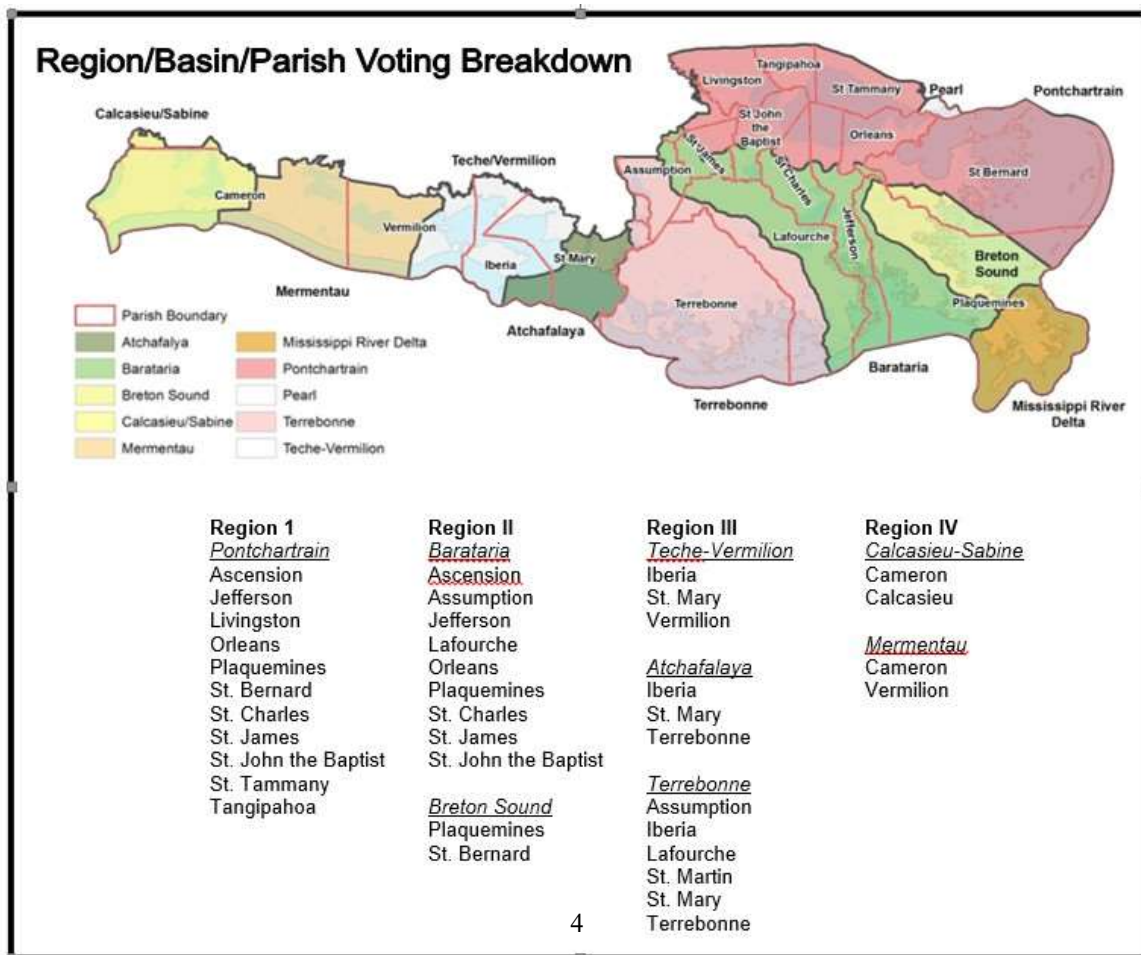 Region/Basin/Parish Voting Breakdown
Calcasieu/Sabine
Cameron
Mermentau
Vermilion
Teche/Vermilion
Iberia
St Mary
Atchafalaya
Assumption
Terrebonne
Terrebonne
Livingston
Tangipahoa
St Tammany
Pearl
Pontchartrain
St John
the
Baptist
Orleans
St James
St Charles
St Bernard
Lafourche
Jefferson
Breton
Sound
Plaquemines
Barataria
Mississippi River
Delta
Parish Boundary
Atchafalya
Barataria
Breton Sound
Calcasieu/Sabine
Mermentau
Mississippi River Delta
Pontchartrain
Pearl
Terrebonne
Teche-Vermilion
Region 1
Pontchartrain
Ascension
Jefferson
Livingston
Orleans
Plaquemines
St. Bernard
St. Charles
St. James
St. John the Baptist
St. Tammany
Tangipahoa
Region II
Barataria
Ascension
Assumption
Jefferson
Lafourche
Orleans
Plaquemines
St. Charles
St. James
St. John the Baptist
Breton Sound
Plaquemines
St. Bernard
Region III
Teche-Vermilion
Iberia
St. Mary
Vermilion
Atchafalaya
Iberia
St. Mary
Terrebonne
Terrebonne
Assumption
Iberia
Lafourche
St. Martin
St. Mary
Terrebonne
Region IV
Calcasieu-Sabine
Cameron
Calcasieu
Mermentau
Cameron
Vermilion
4